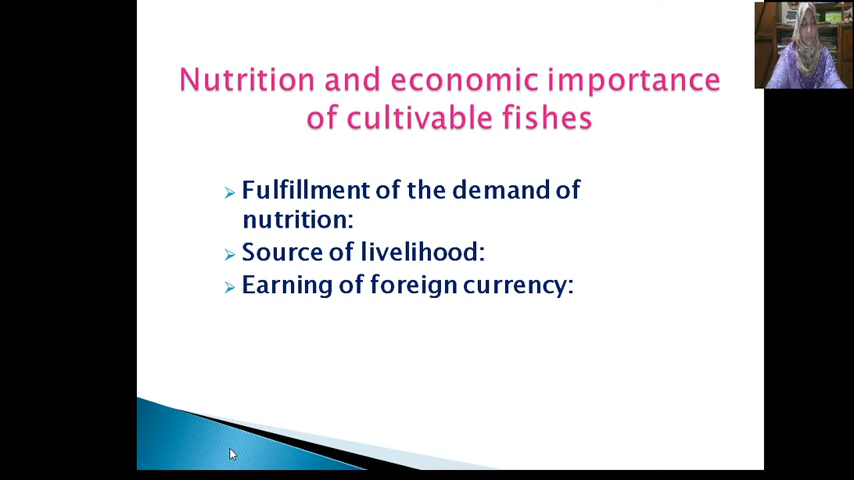 Nutrition and economic importance
of cultivable fishes
Fulfillment of the demand of
nutrition:
Source of livelihood:
Earning of foreign currency: